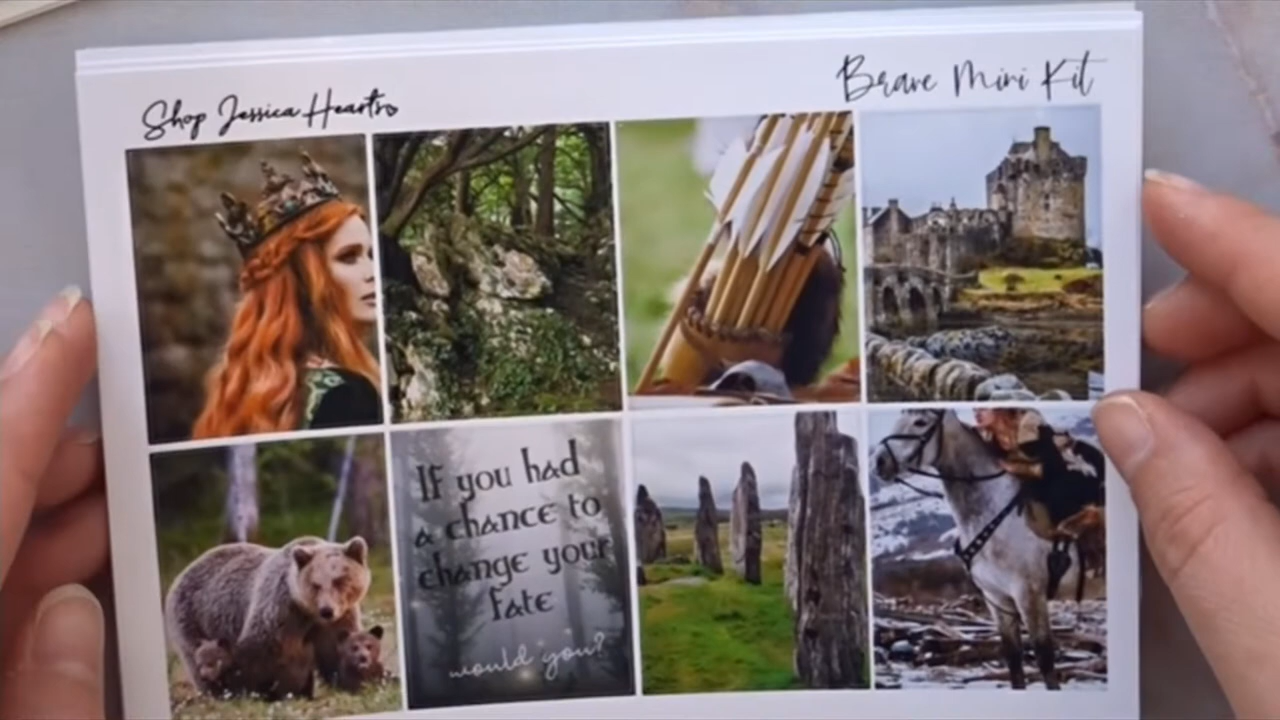 Shop Jessica Hearts
Brave Mini Kit
If you had
a chance to
change your
fate
would you?